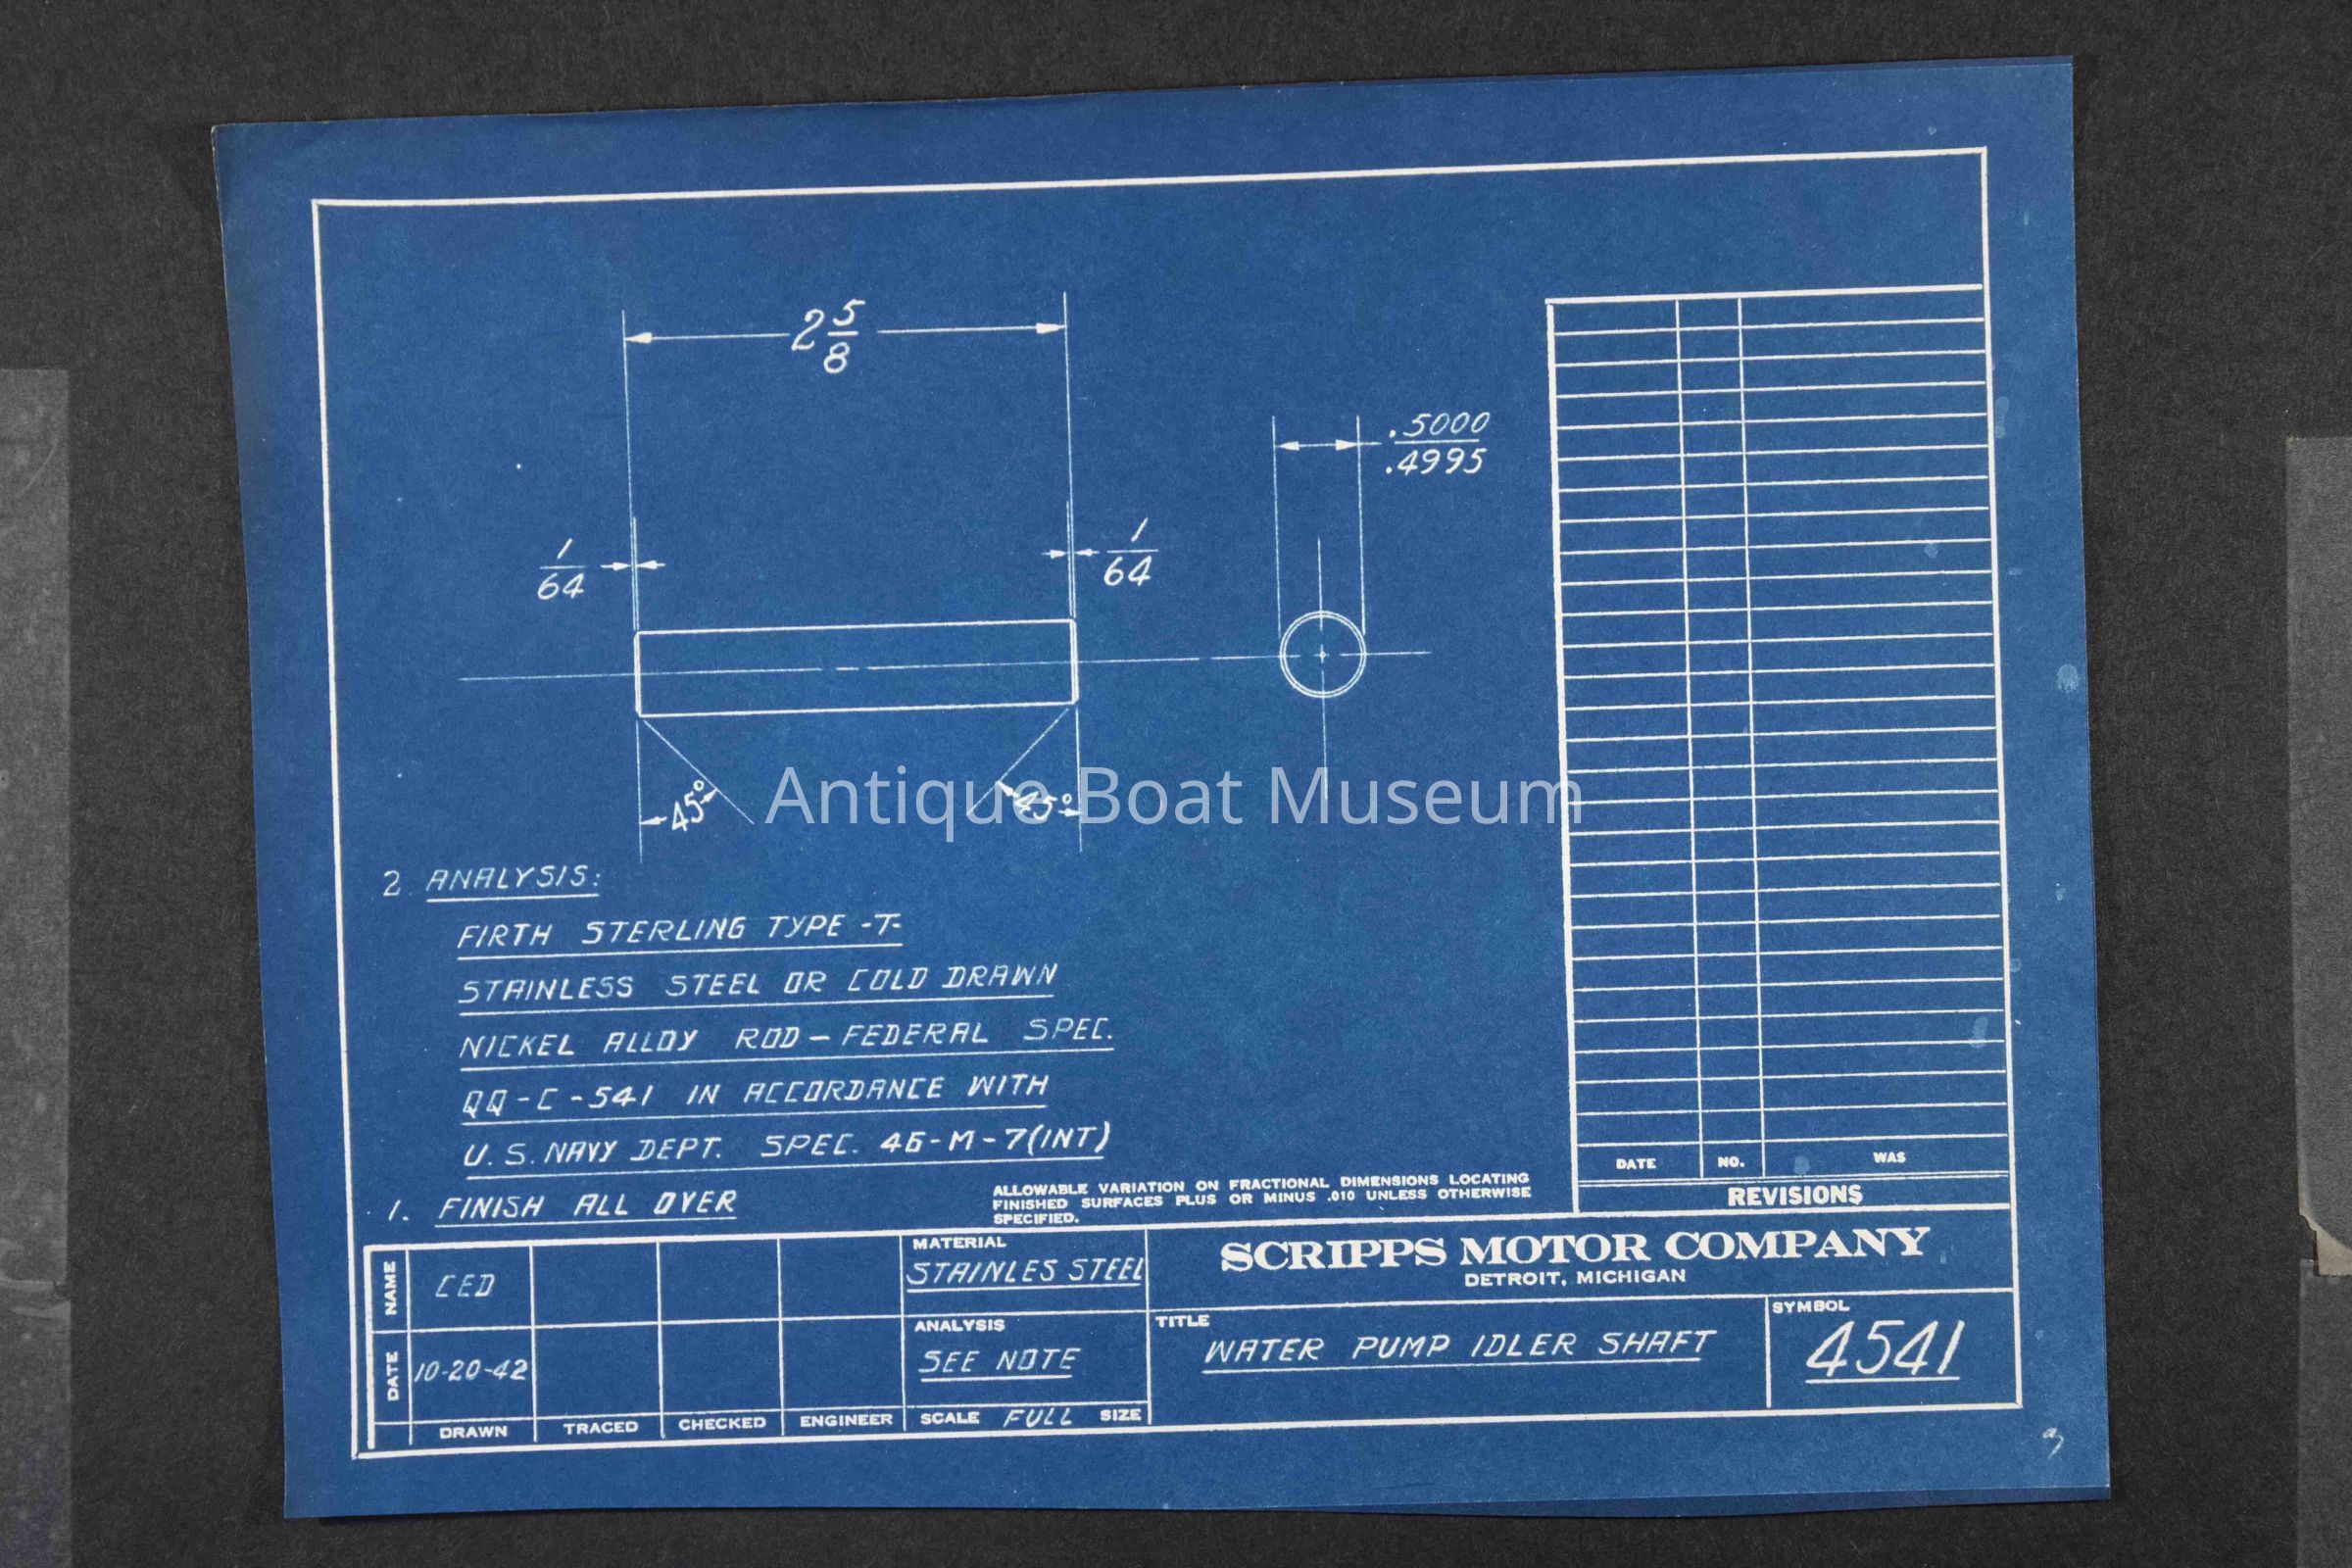 2 5/8
.5000
.4995
1/64
1/64
45°
45°
Antique Boat Museum
2. ANALYSIS:
FIRTH STERLING TYPE -T-
STAINLESS STEEL OR COLD DRAWN
NICKEL ALLOY ROD - FEDERAL SPEC.
QQ-C-541 IN ACCORDANCE WITH
U.S. NAVY DEPT. SPEC. 46-M-7(INT)
1. FINISH ALL OVER
ALLOWABLE VARIATION ON FRACTIONAL DIMENSIONS LOCATING
FINISHED SURFACES PLUS OR MINUS .010 UNLESS OTHERWISE
SPECIFIED.
DATE NO. WAS
REVISIONS
NAME CED
DATE 10-20-42
DRAWN TRACED CHECKED ENGINEER
MATERIAL
STAINLES STEEL
ANALYSIS
SEE NOTE
SCALE FULL SIZE
SCRIPPS MOTOR COMPANY
DETROIT, MICHIGAN
TITLE
WATER PUMP IDLER SHAFT
SYMBOL
4541